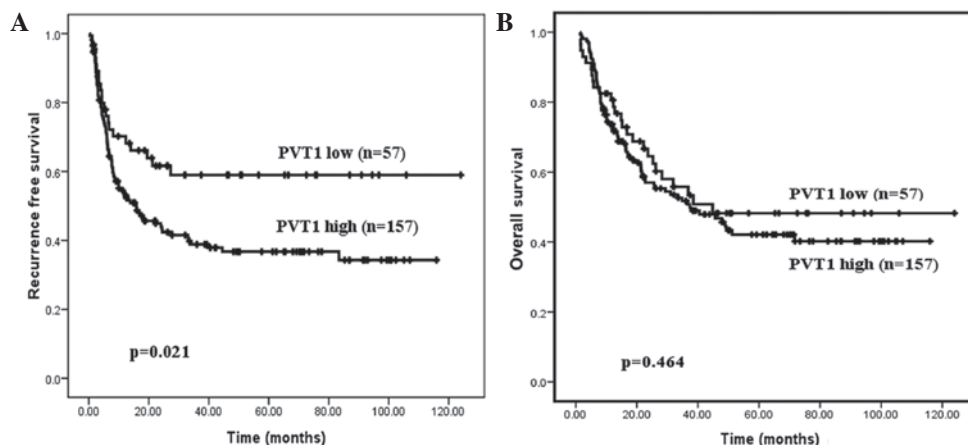 A
Recurrence free survival
1.0
0.8
0.6
0.4
0.2
0.0
PVT1 low (n=57)
PVT1 high (n=157)
p=0.021
0.00 20.00 40.00 60.00 80.00 100.00 120.00
Time (months)
B
Overall survival
1.0
0.8
0.6
0.4
0.2
0.0
PVT1 low (n=57)
PVT1 high (n=157)
p=0.464
0.00 20.00 40.00 60.00 80.00 100.00 120.00
Time (months)